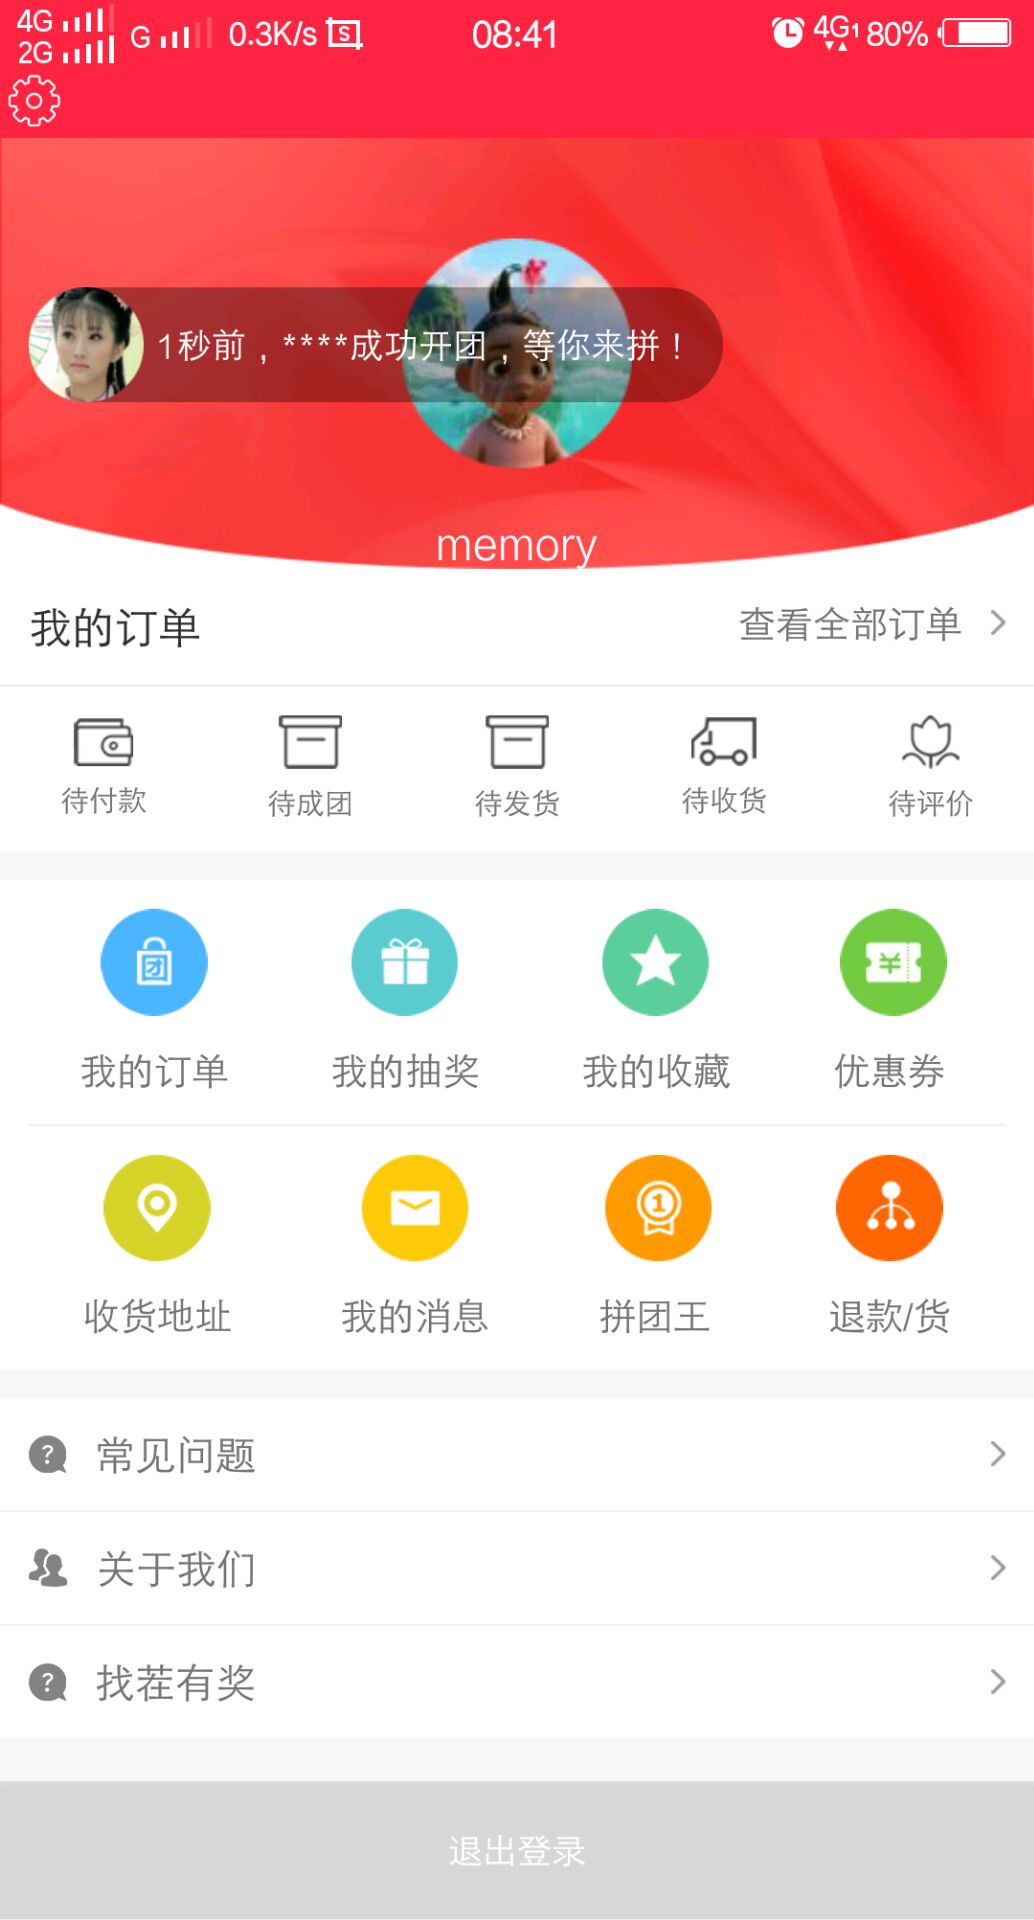 4G
2G
G
0.3K/s
08:41
4G1
80%
1秒前，****成功开团，等你来拼！
memory
我的订单
查看全部订单
待付款
待成团
待发货
待收货
待评价
团
¥
我的订单
我的抽奖
我的收藏
优惠券
1
收货地址
我的消息
拼团王
退款/货
? 常见问题
关于我们
? 找茬有奖
退出登录